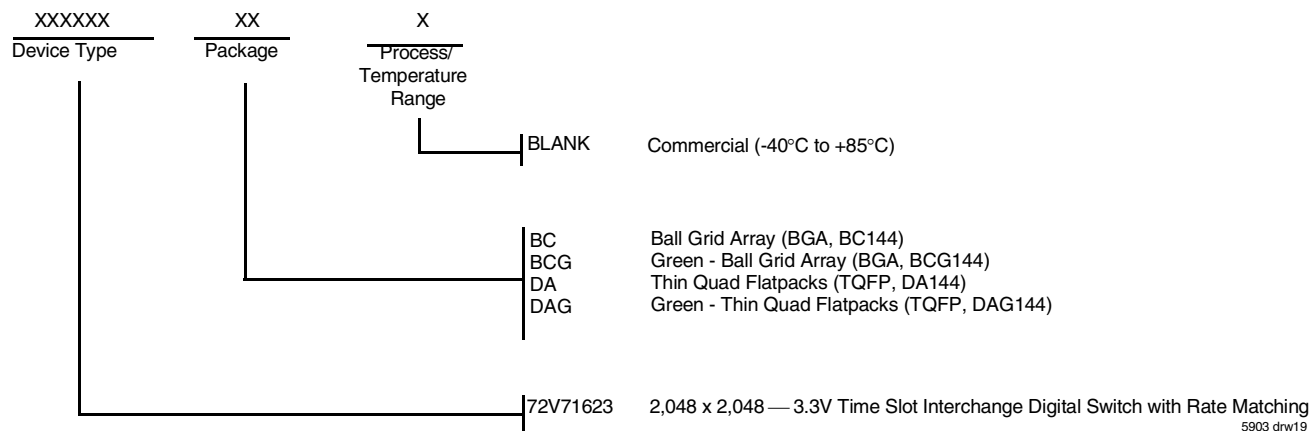 XXXXXX XX X
Device Type Package Process/
Temperature
Range
BLANK Commercial (-40°C to +85°C)
BC Ball Grid Array (BGA, BC144)
BCG Green - Ball Grid Array (BGA, BCG144)
DA Thin Quad Flatpacks (TQFP, DA144)
DAG Green - Thin Quad Flatpacks (TQFP, DAG144)
72V71623 2,048 x 2,048 — 3.3V Time Slot Interchange Digital Switch with Rate Matching
5903 drw19